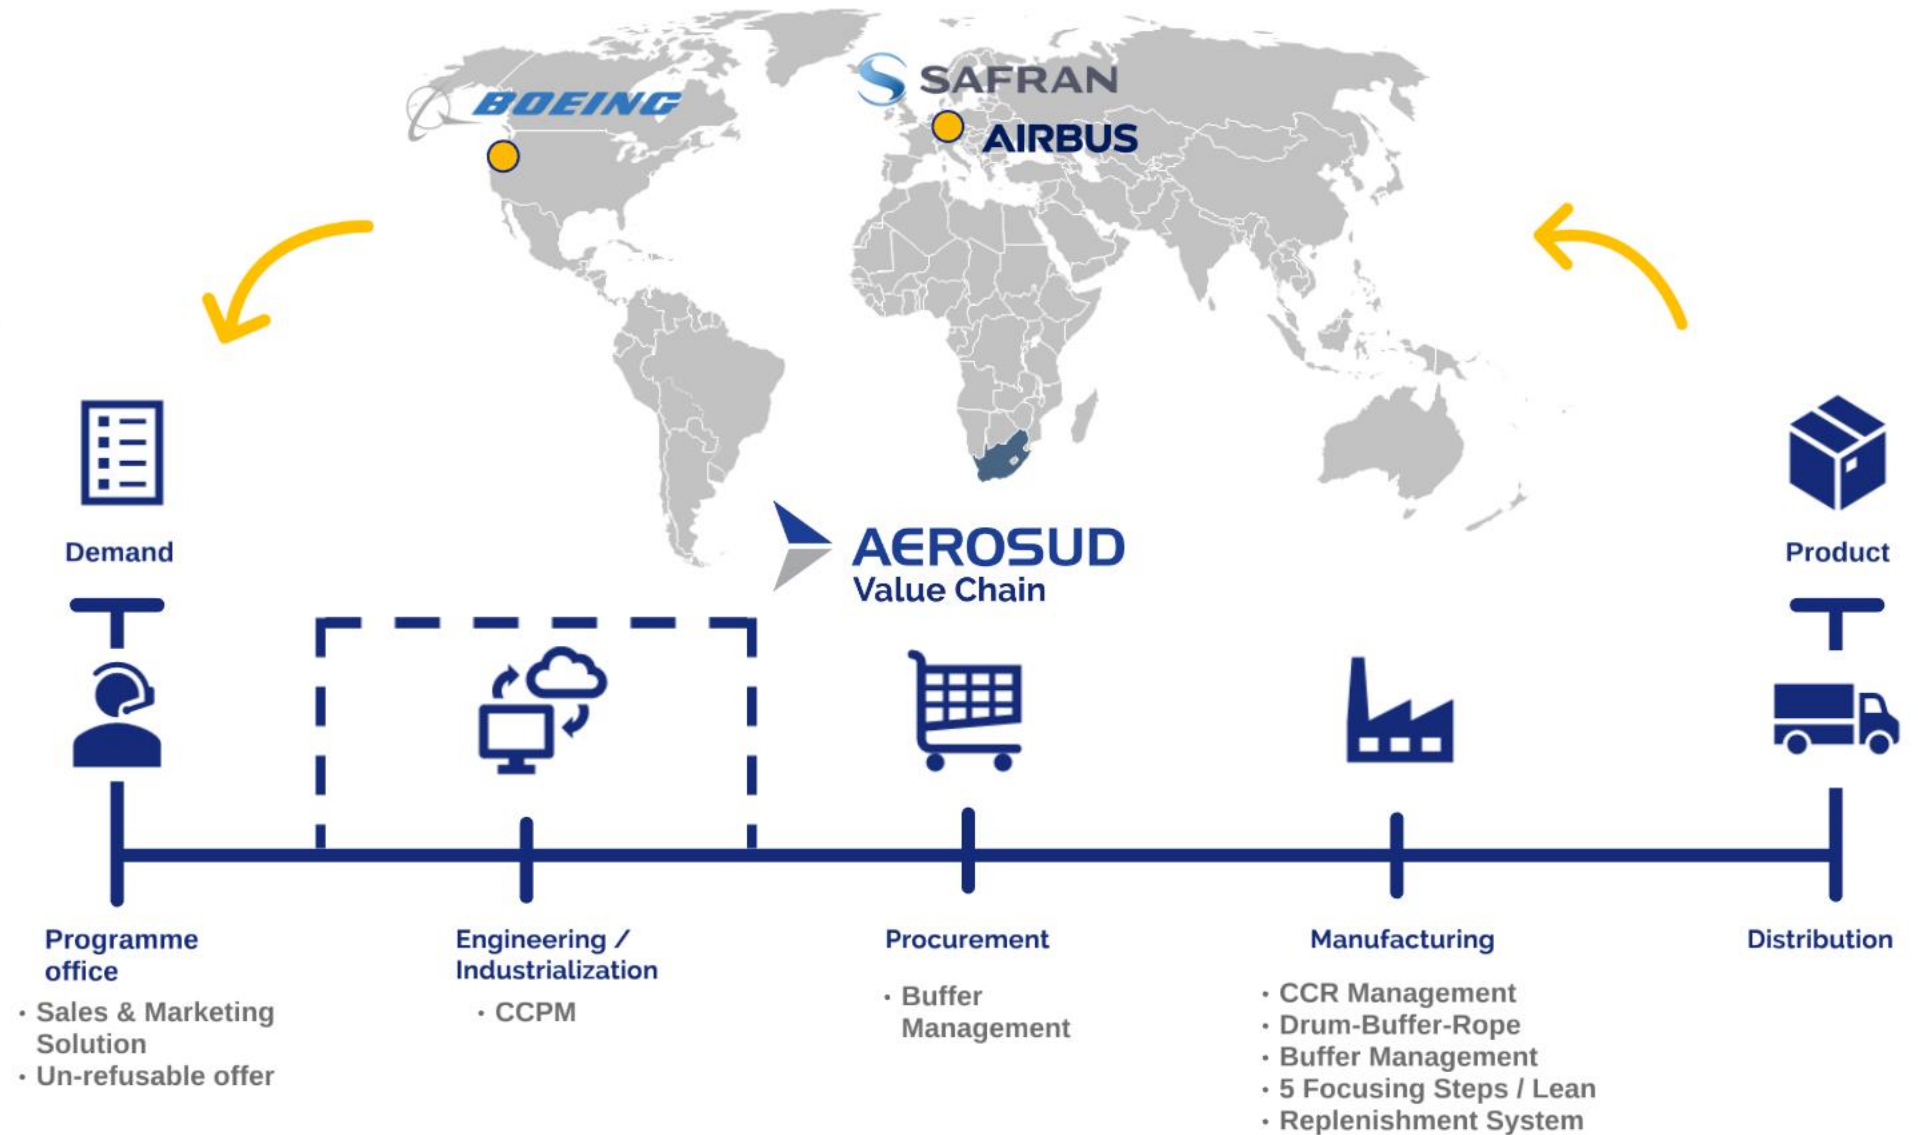 BOEING
SAFRAN
AIRBUS
Demand
AEROSUD
Value Chain
Product
Programme
office
· Sales & Marketing
Solution
· Un-refusable offer
Engineering /
Industrialization
· CCPM
Procurement
· Buffer
Management
Manufacturing
· CCR Management
· Drum-Buffer-Rope
· Buffer Management
· 5 Focusing Steps / Lean
· Replenishment System
Distribution